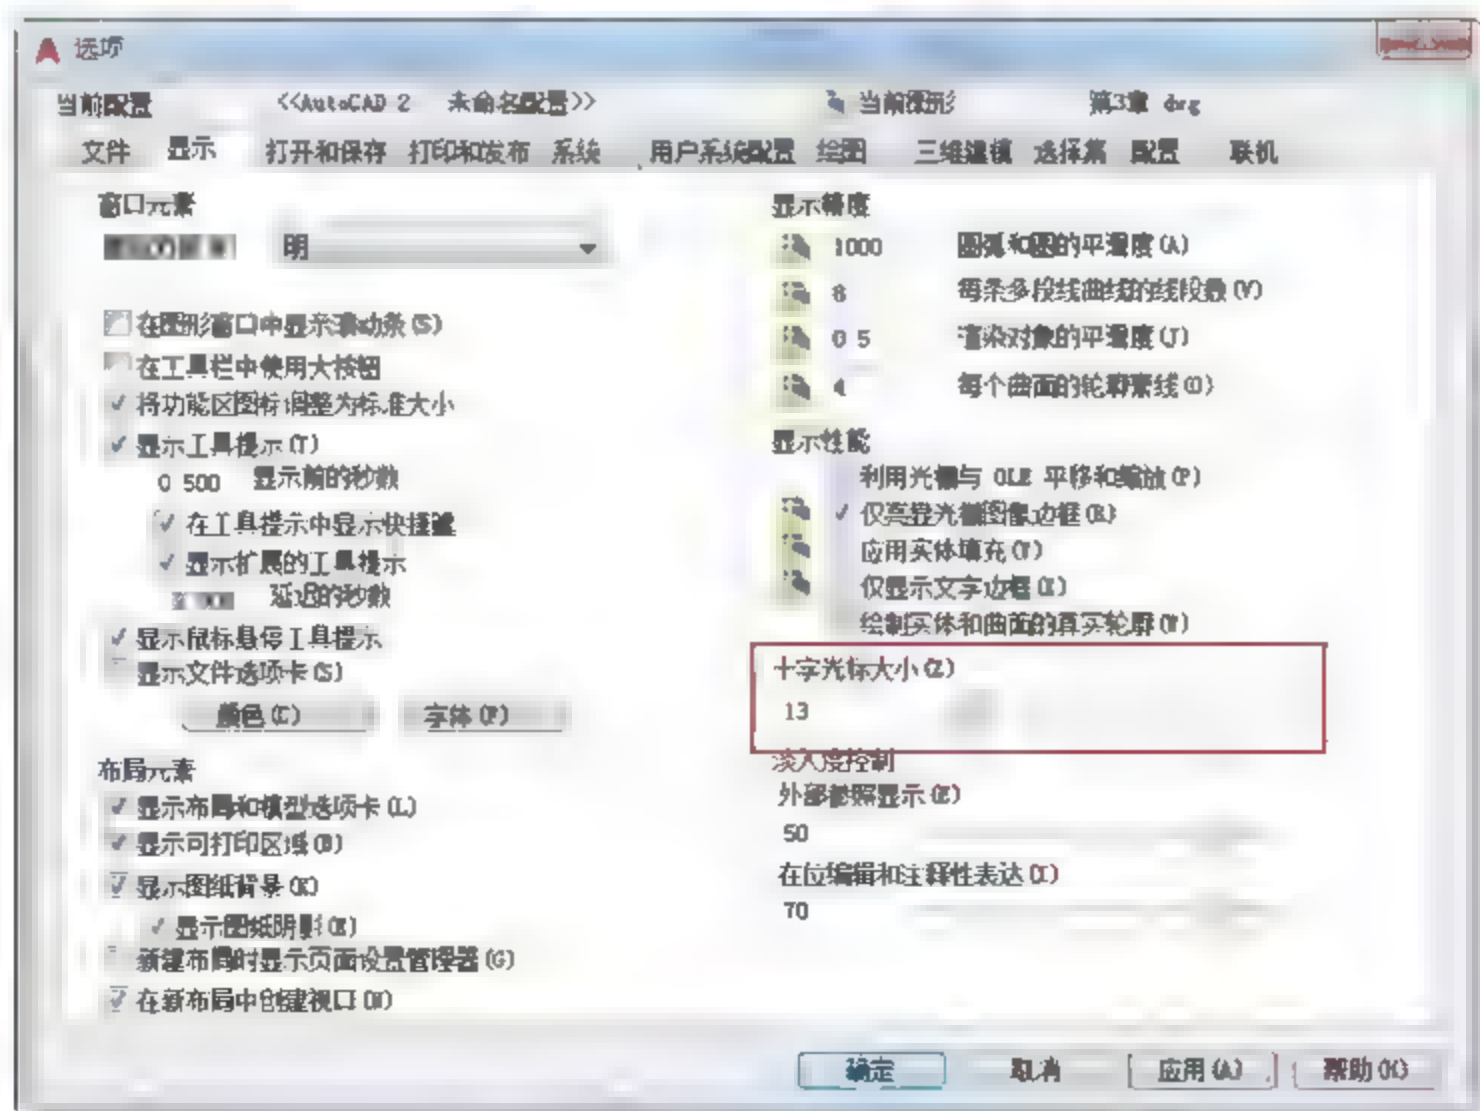 选项
当前配置 <<AutoCAD 2 未命名配置>> 当前图形 第3章 dwg
文件 显示 打开和保存 打印和发布 系统 用户系统配置 绘图 三维建模 选择集 配置 联机
窗口元素
明
在图形窗口中显示滚动条(S)
在工具栏中使用大按钮
将功能区图标调整为标准大小
显示工具提示(T)
0 500 显示前的秒数
在工具提示中显示快捷键
显示扩展的工具提示
延迟的秒数
显示鼠标悬停工具提示
显示文件选项卡(S)
颜色(C) 字体(F)
布局元素
显示布局和模型选项卡(L)
显示可打印区域(B)
显示图纸背景(K)
显示图纸阴影(E)
新建布局时显示页面设置管理器(G)
在新布局中创建视口(N)
显示精度
1000 圆弧和圆的平滑度(A)
8 每条多段线曲线的线段数(V)
0 5 渲染对象的平滑度(J)
4 每个曲面的轮廓素线(O)
显示性能
利用光栅与 OLE 平移和缩放(P)
仅亮显光栅图像边框(R)
应用实体填充(Y)
仅显示文字边框(X)
绘制实体和曲面的真实轮廓(W)
十字光标大小(Z)
13
淡入度控制
外部参照显示(E)
50
在位编辑和注释性表达(I)
70
确定 取消 应用(A) 帮助(H)